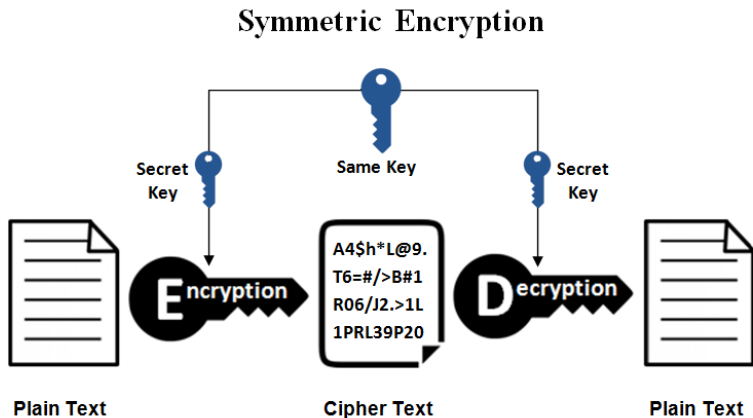 Symmetric Encryption
Secret
Key
Same Key
Secret
Key
Encryption
A4$h*L@9.
T6=#/>B#1
R06/J2.>1L
1PRL39P20
Decryption
Plain Text
Cipher Text
Plain Text